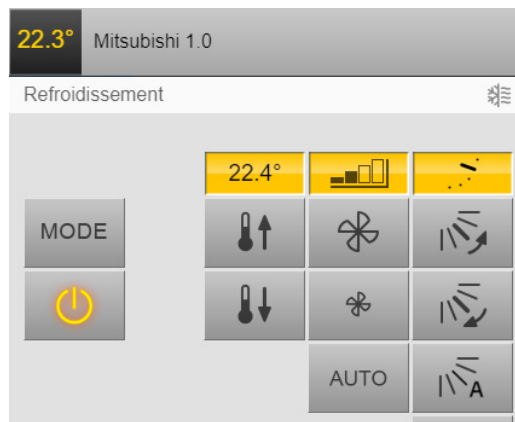 22.3° Mitsubishi 1.0
Refroidissement
22.4°
MODE
AUTO
A